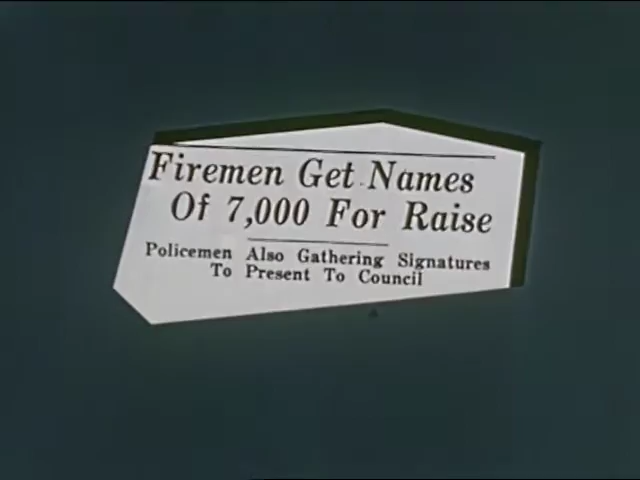 Firemen Get Names
Of 7,000 For Raise
Policemen Also Gathering Signatures
To Present To Council